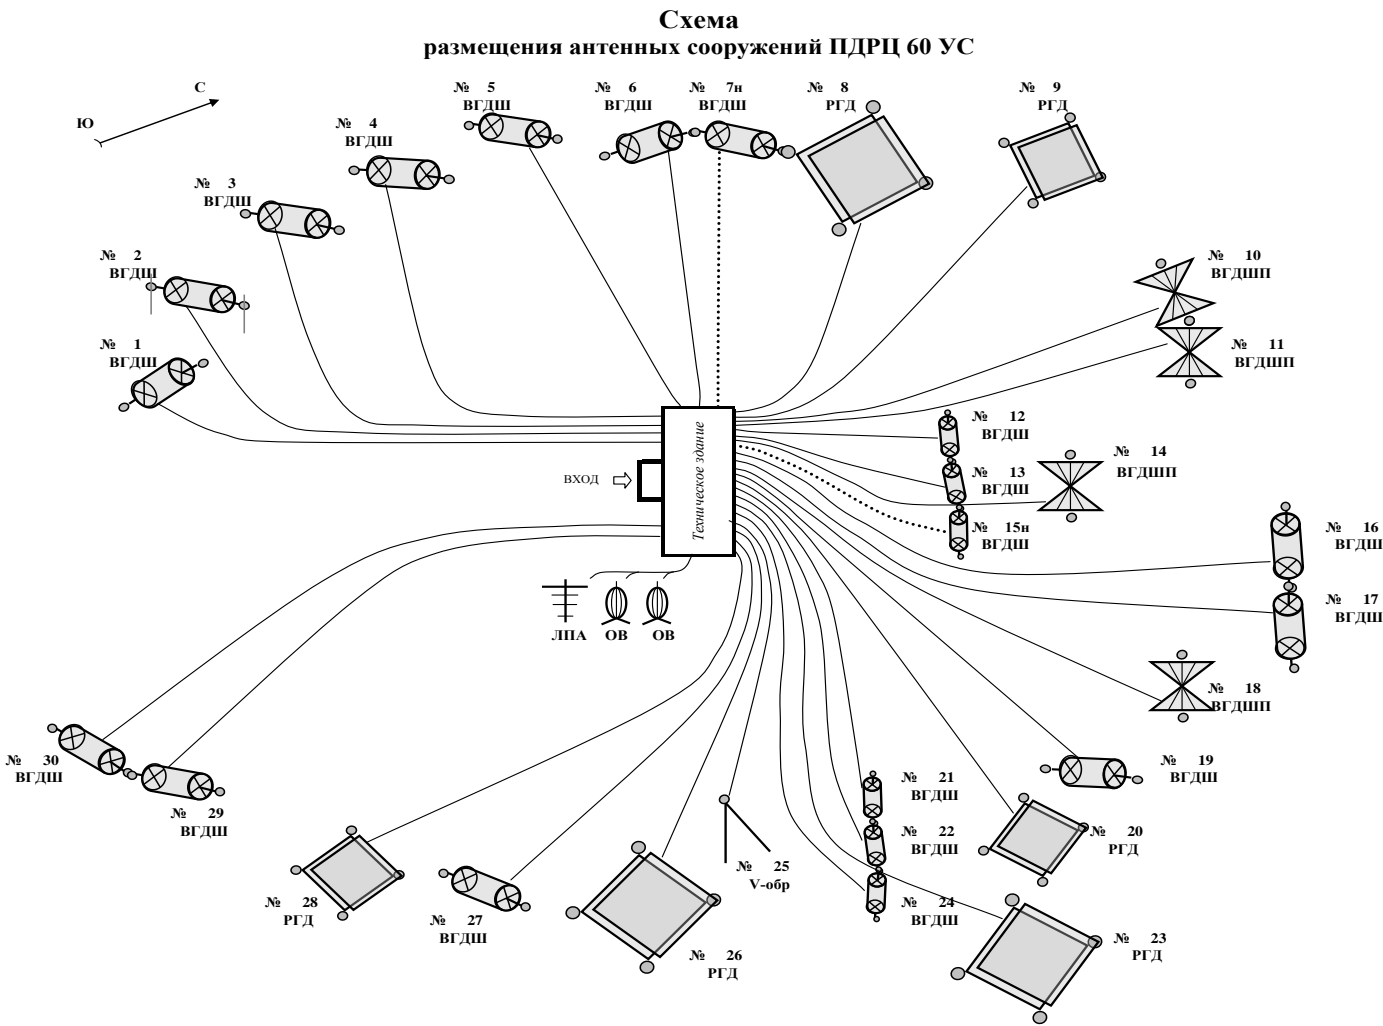 Схема
размещения антенных сооружений ПДРЦ 60 УС
С
Ю
№ 5
ВГДШ
№ 6
ВГДШ
№ 7н
ВГДШ
№ 8
РГД
№ 9
РГД
№ 4
ВГДШ
№ 3
ВГДШ
№ 2
ВГДШ
№ 1
ВГДШ
№ 10
ВГДШП
№ 11
ВГДШП
№ 12
ВГДШ
№ 13
ВГДШ
№ 14
ВГДШП
№ 15н
ВГДШ
№ 16
ВГДШ
№ 17
ВГДШ
№ 18
ВГДШП
ВХОД
Техническое здание
ЛПА
ОВ
ОВ
№ 19
ВГДШ
№ 20
РГД
№ 21
ВГДШ
№ 22
ВГДШ
№ 24
ВГДШ
№ 23
РГД
№ 25
V-обр
№ 26
РГД
№ 27
ВГДШ
№ 28
РГД
№ 29
ВГДШ
№ 30
ВГДШ